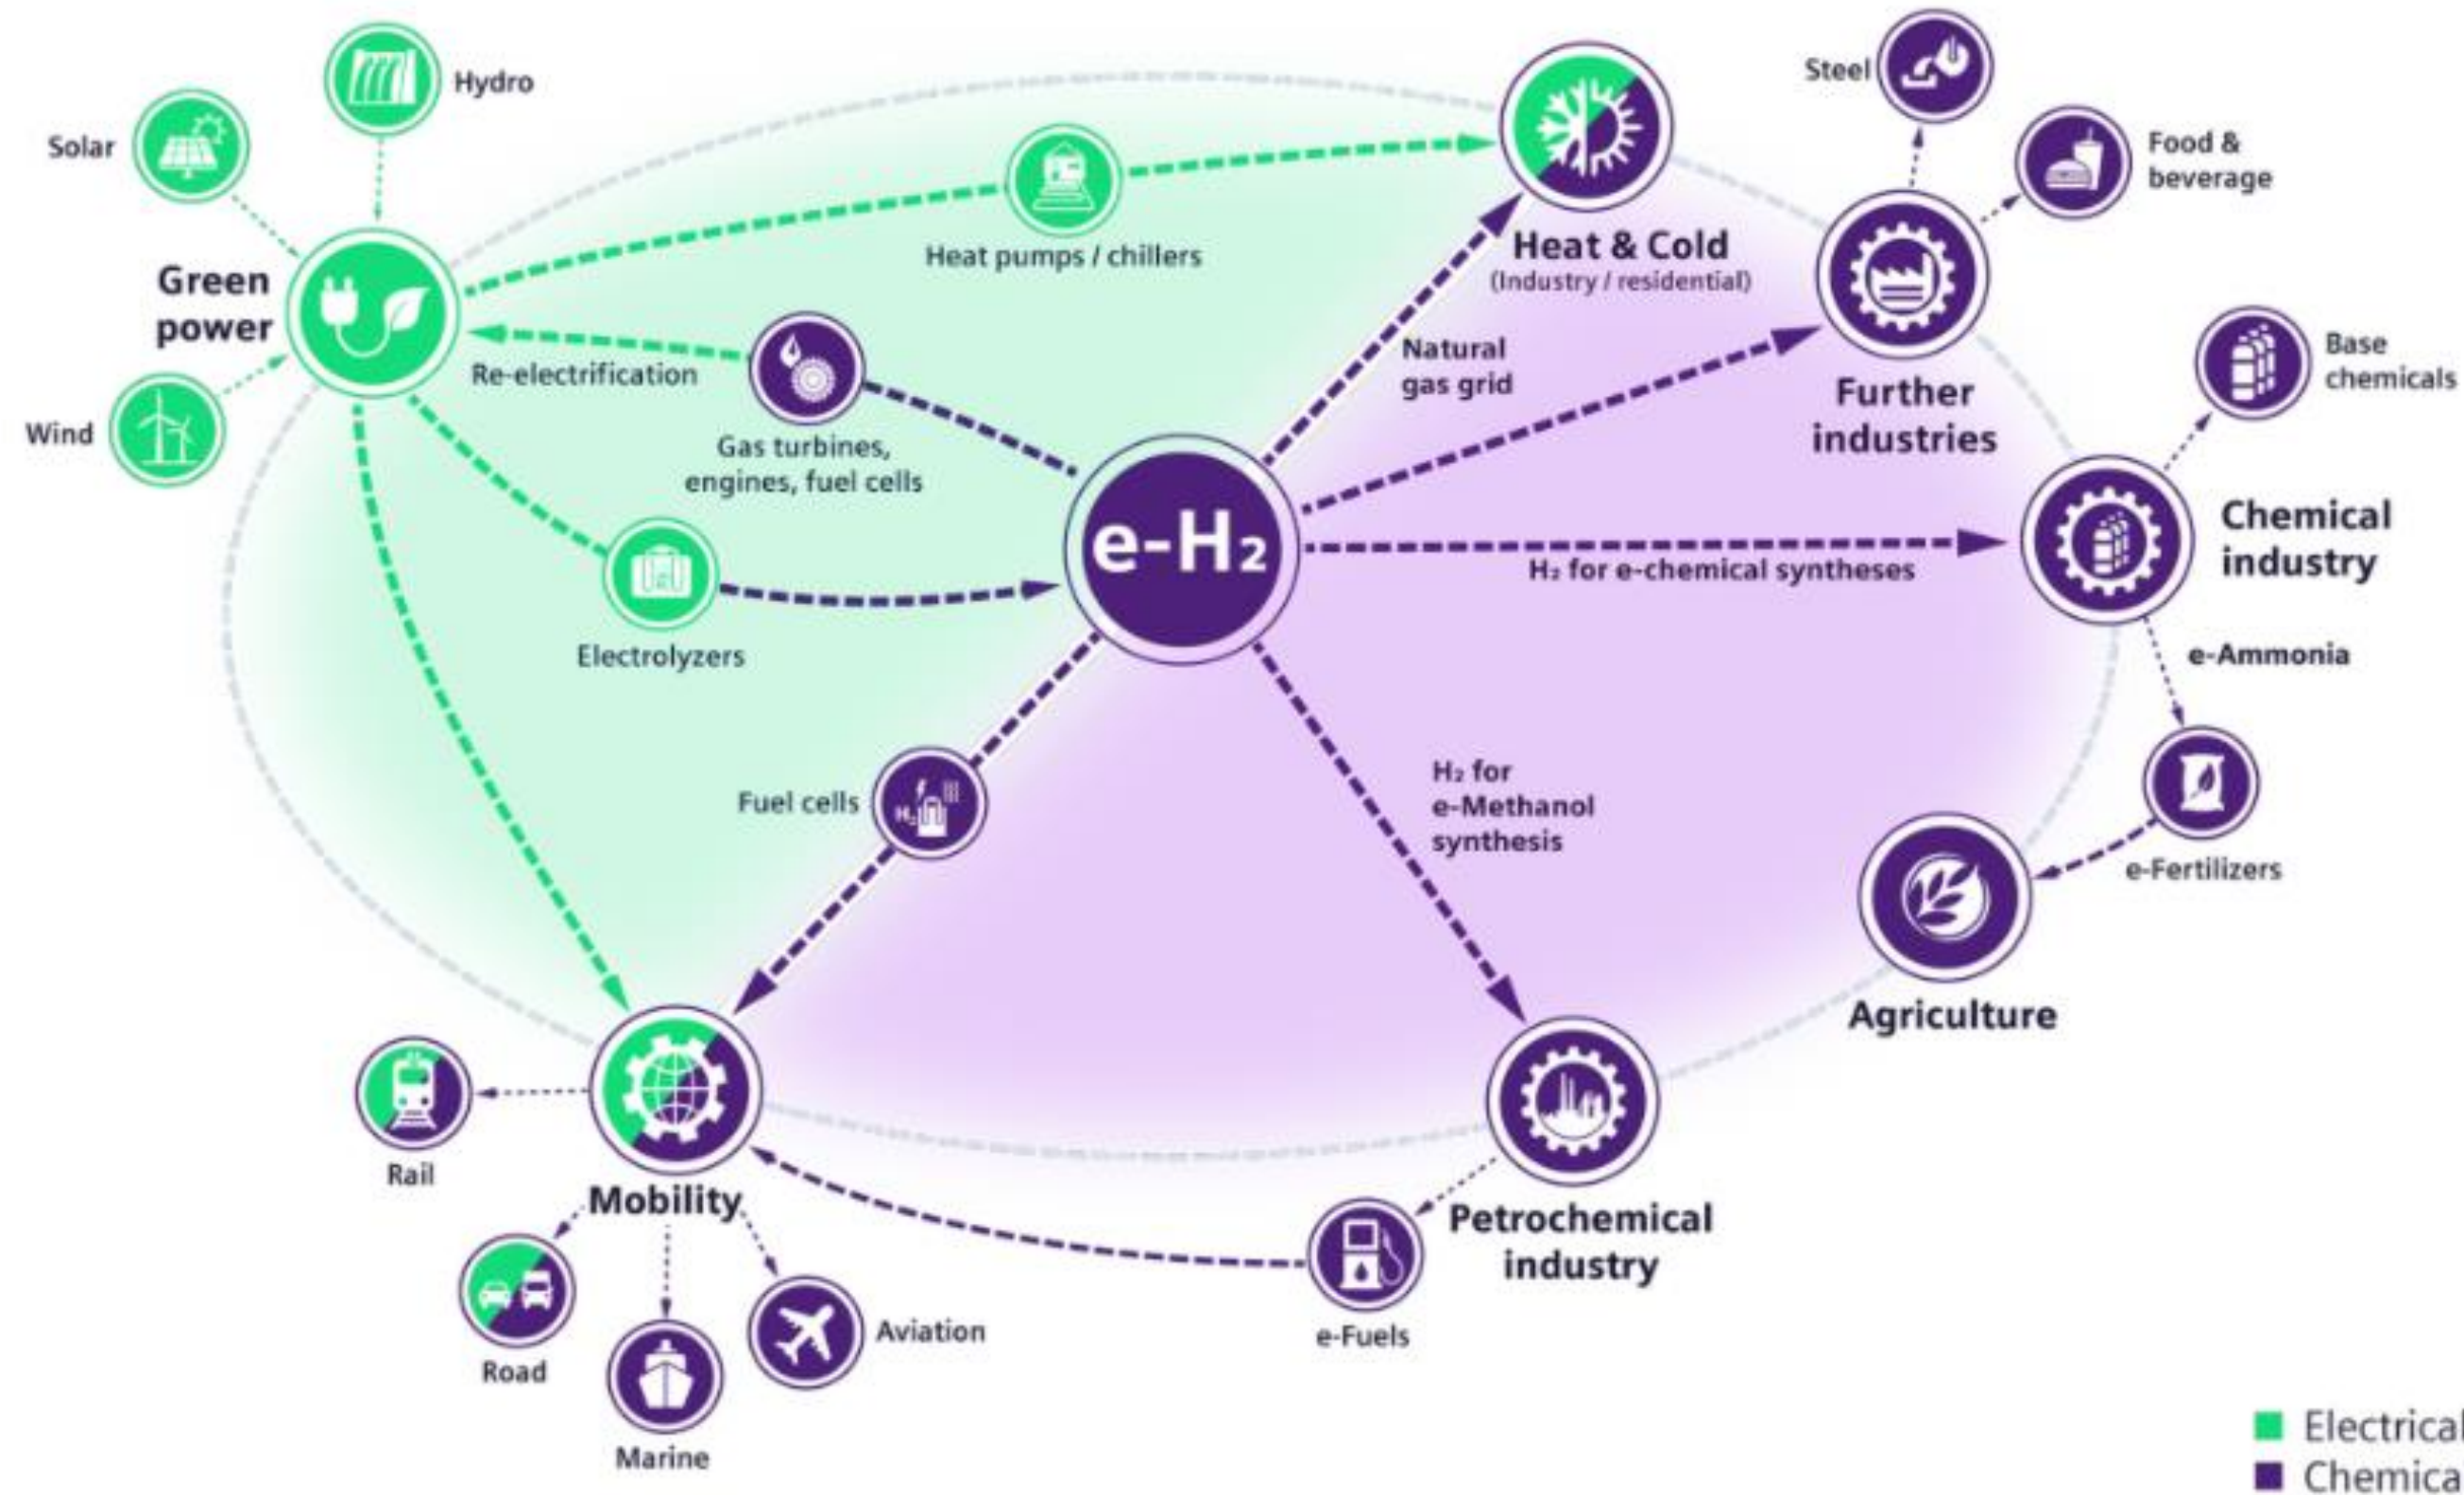 Hydro
Solar
Green
power
Wind
Heat pumps / chillers
Re-electrification
Gas turbines,
engines, fuel cells
Electrolyzers
e-H₂
Heat & Cold
(Industry / residential)
Natural
gas grid
Steel
Food &
beverage
Further
industries
Base
chemicals
Chemical
industry
H₂ for e-chemical syntheses
e-Ammonia
e-Fertilizers
Agriculture
H₂ for
e-Methanol
synthesis
Fuel cells
H₂
Rail
Mobility
Road
Marine
Aviation
Petrochemical
industry
e-Fuels
Electrical
Chemica